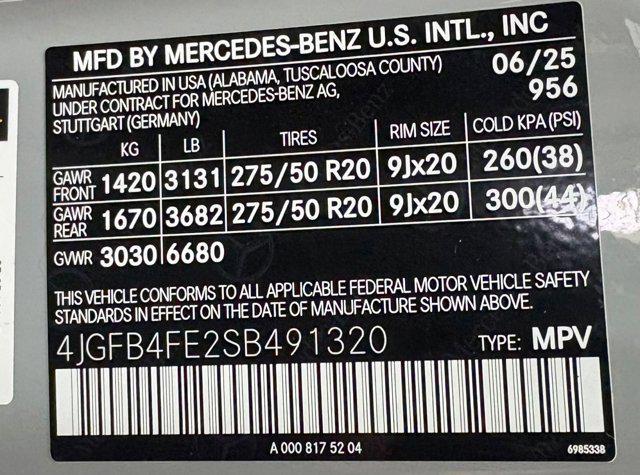 MFD BY MERCEDES-BENZ U.S. INTL., INC
MANUFACTURED IN USA (ALABAMA, TUSCALOOSA COUNTY) 06/25
UNDER CONTRACT FOR MERCEDES-BENZ AG, 956
STUTTGART (GERMANY)
KG LB TIRES RIM SIZE COLD KPA (PSI)
GAWR FRONT 1420 3131 275/50 R20 9Jx20 260(38)
GAWR REAR 1670 3682 275/50 R20 9Jx20 300(44)
GVWR 3030 6680
THIS VEHICLE CONFORMS TO ALL APPLICABLE FEDERAL MOTOR VEHICLE SAFETY
STANDARDS IN EFFECT ON THE DATE OF MANUFACTURE SHOWN ABOVE.
4JGFB4FE2SB491320 TYPE: MPV
A 000 817 52 04 6985338